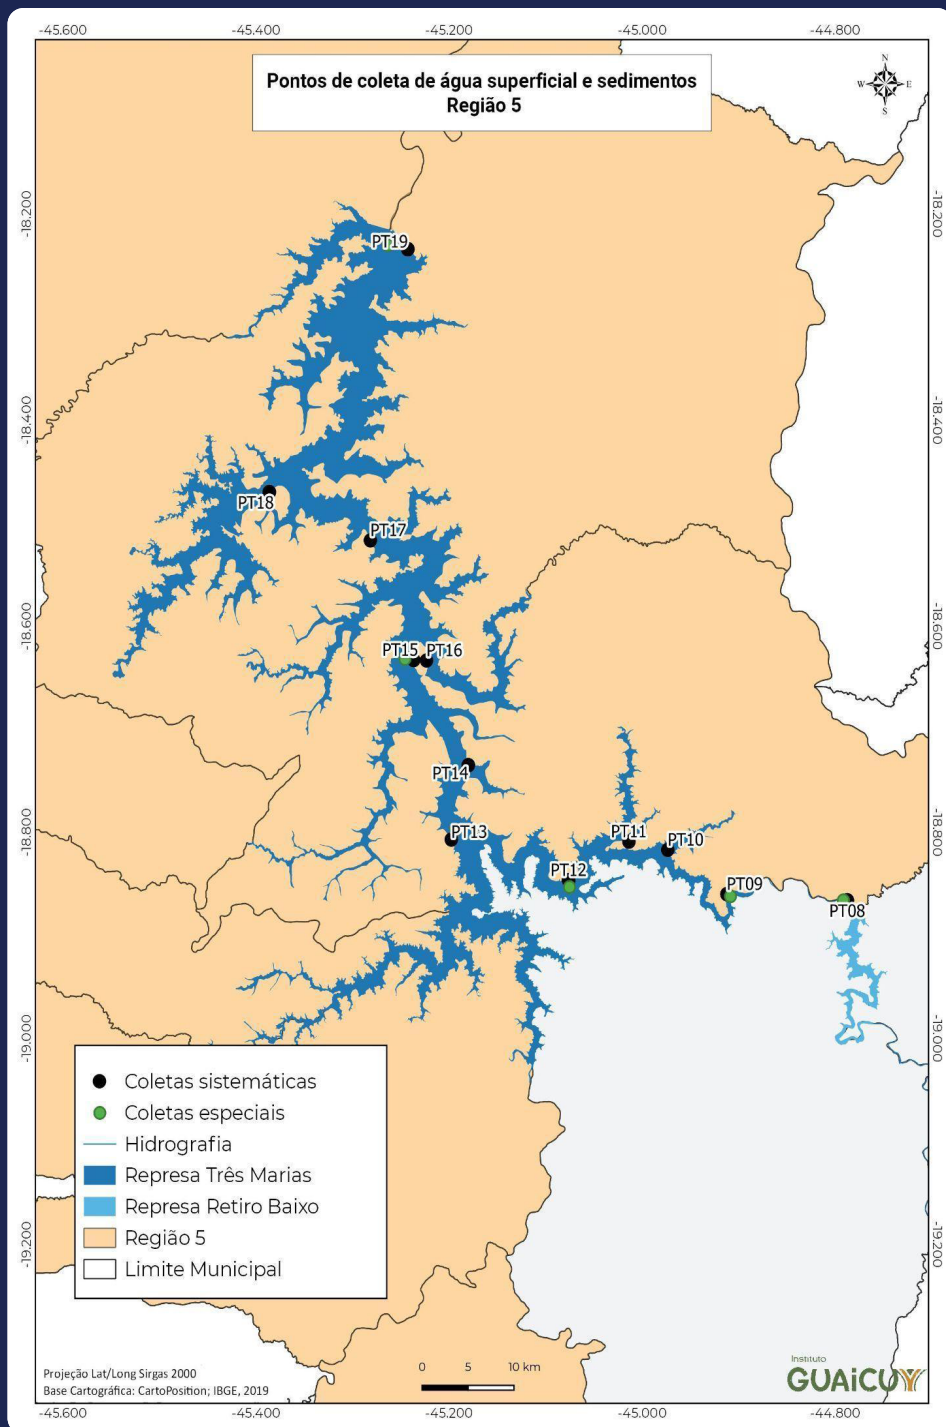 -45.600 -45.400 -45.200 -45.000 -44.800
Pontos de coleta de água superficial e sedimentos
Região 5
N
W E
S
-18.200 -18.200
PT19
-18.400 -18.400
PT18
PT17
-18.600 -18.600
PT15 PT16
PT14
-18.800 -18.800
PT13
PT11
PT10
PT12
PT09
PT08
-19.000 -19.000
Coletas sistemáticas
Coletas especiais
Hidrografia
Represa Três Marias
Represa Retiro Baixo
Região 5
Limite Municipal
-19.200 -19.200
Projeção Lat/Long Sirgas 2000
Base Cartográfica: CartoPosition; IBGE, 2019
0 5 10 km
Instituto
GUAiCUY
-45.600 -45.400 -45.200 -45.000 -44.800